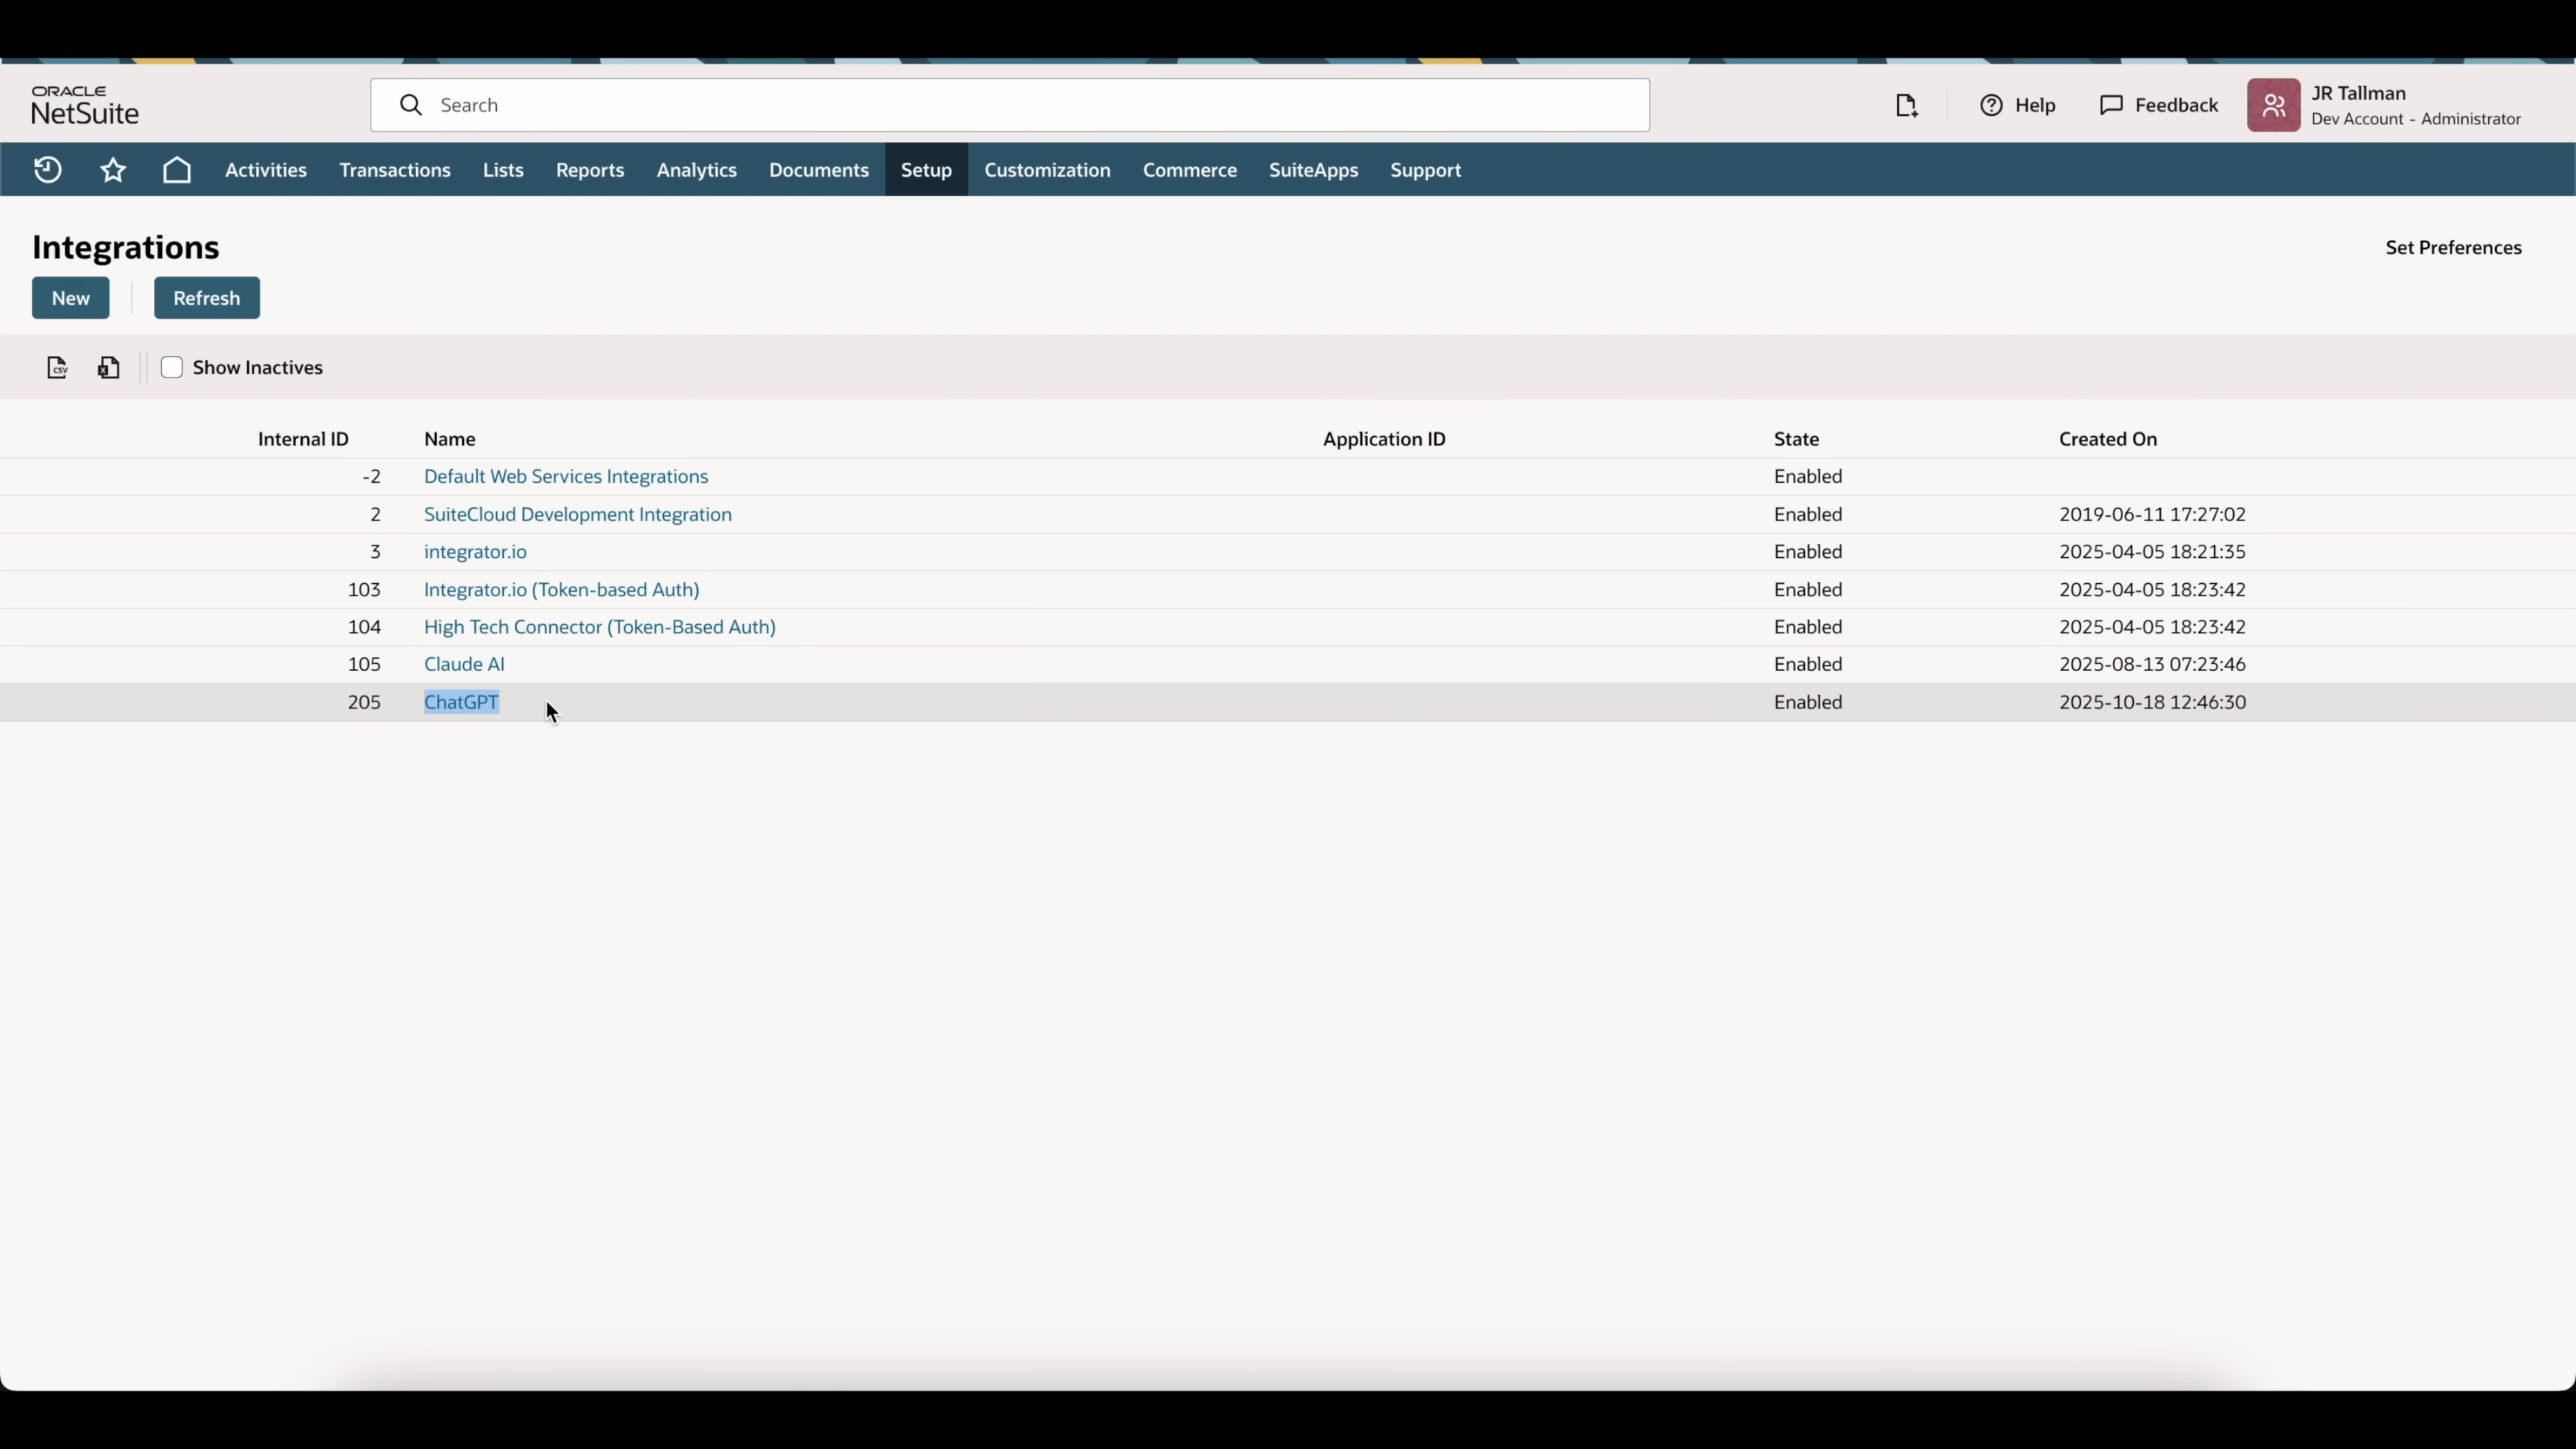 ORACLE
NetSuite
Search
Help
Feedback
JR Tallman
Dev Account - Administrator
Activities Transactions Lists Reports Analytics Documents Setup Customization Commerce SuiteApps Support
Integrations
Set Preferences
New Refresh
CSV Show Inactives
Internal ID Name Application ID State Created On
-2 Default Web Services Integrations Enabled
2 SuiteCloud Development Integration Enabled 2019-06-11 17:27:02
3 integrator.io Enabled 2025-04-05 18:21:35
103 Integrator.io (Token-based Auth) Enabled 2025-04-05 18:23:42
104 High Tech Connector (Token-Based Auth) Enabled 2025-04-05 18:23:42
105 Claude AI Enabled 2025-08-13 07:23:46
205 ChatGPT Enabled 2025-10-18 12:46:30